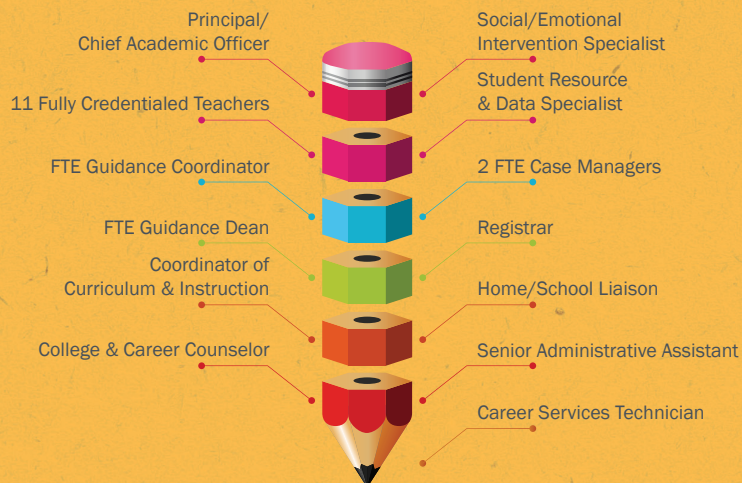 Principal/
Chief Academic Officer
11 Fully Credentialed Teachers
FTE Guidance Coordinator
FTE Guidance Dean
Coordinator of
Curriculum & Instruction
College & Career Counselor
Social/Emotional
Intervention Specialist
Student Resource
& Data Specialist
2 FTE Case Managers
Registrar
Home/School Liaison
Senior Administrative Assistant
Career Services Technician